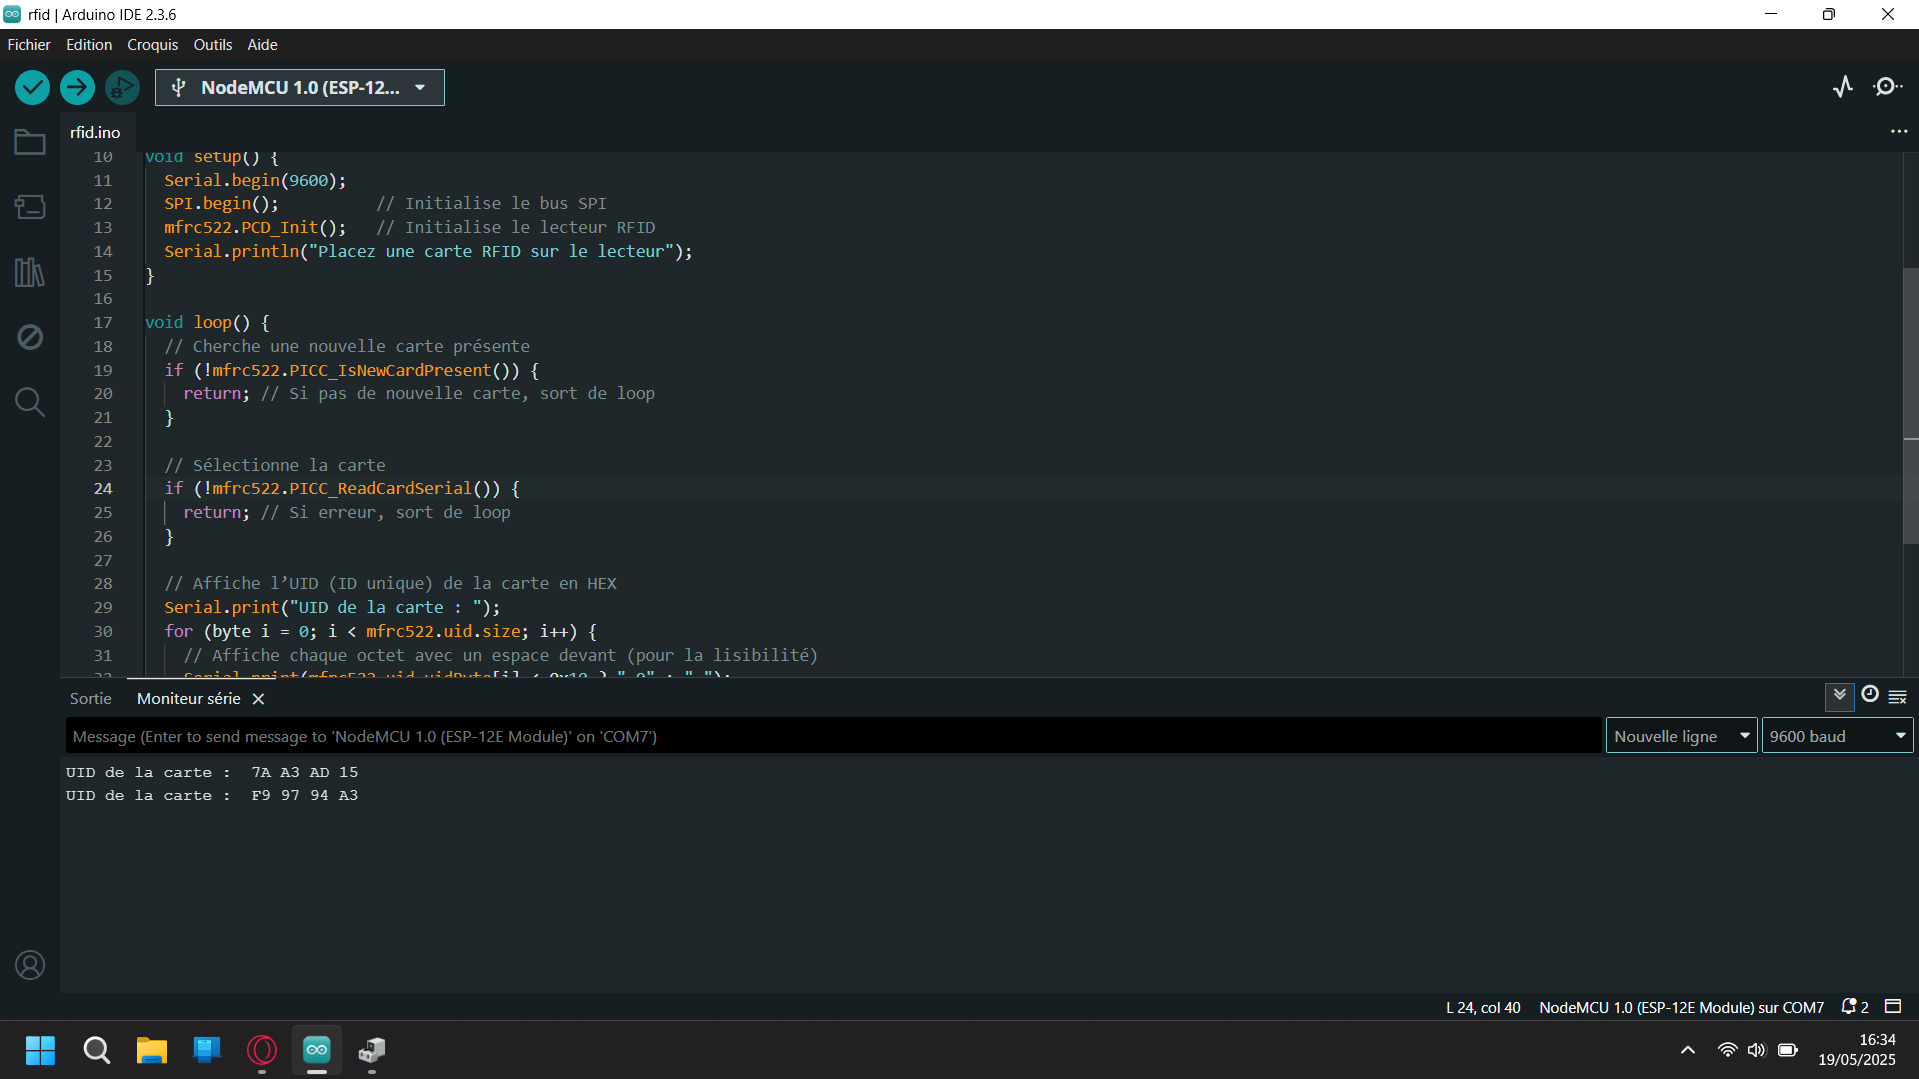 rfid | Arduino IDE 2.3.6
Fichier Edition Croquis Outils Aide
NodeMCU 1.0 (ESP-12...
rfid.ino
10 void setup() {
11 Serial.begin(9600);
12 SPI.begin(); // Initialise le bus SPI
13 mfrc522.PCD_Init(); // Initialise le lecteur RFID
14 Serial.println("Placez une carte RFID sur le lecteur");
15 }
16
17 void loop() {
18 // Cherche une nouvelle carte présente
19 if (!mfrc522.PICC_IsNewCardPresent()) {
20 return; // Si pas de nouvelle carte, sort de loop
21 }
22
23 // Sélectionne la carte
24 if (!mfrc522.PICC_ReadCardSerial()) {
25 return; // Si erreur, sort de loop
26 }
27
28 // Affiche l’UID (ID unique) de la carte en HEX
29 Serial.print("UID de la carte : ");
30 for (byte i = 0; i < mfrc522.uid.size; i++) {
31 // Affiche chaque octet avec un espace devant (pour la lisibilité)
32 Serial.print(mfrc522.uid.uidByte[i] < 0x10 ? " 0" : " ");
Sortie Moniteur série
Message (Enter to send message to 'NodeMCU 1.0 (ESP-12E Module)' on 'COM7')
Nouvelle ligne
9600 baud
UID de la carte : 7A A3 AD 15
UID de la carte : F9 97 94 A3
L 24, col 40 NodeMCU 1.0 (ESP-12E Module) sur COM7 2
16:34
19/05/2025